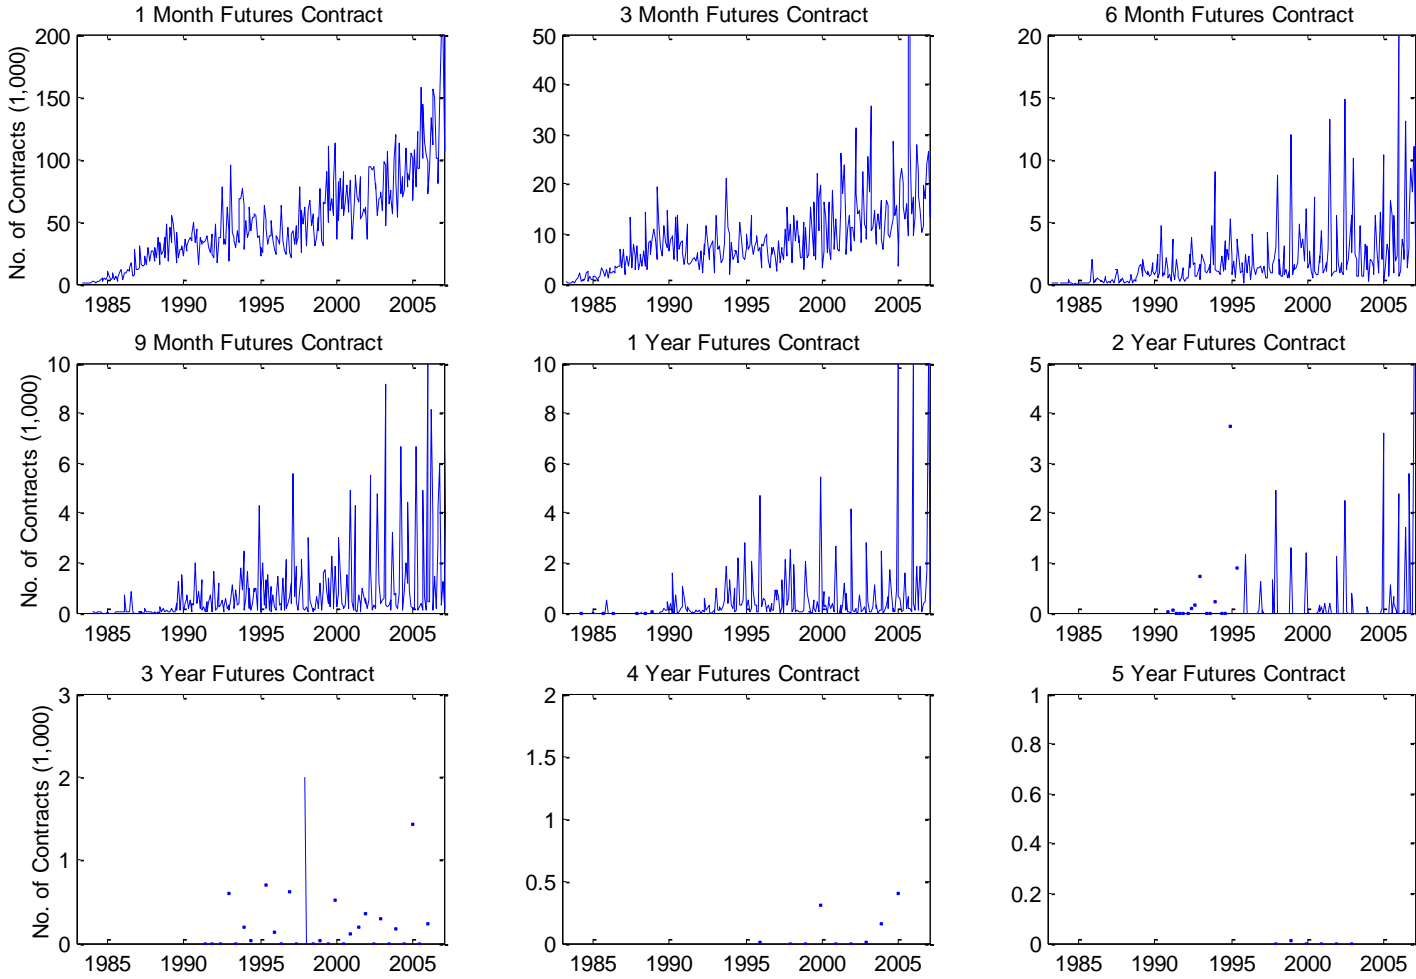 1 Month Futures Contract
3 Month Futures Contract
6 Month Futures Contract
No. of Contracts (1,000)
200
150
100
50
0
1985 1990 1995 2000 2005
50
40
30
20
10
0
1985 1990 1995 2000 2005
20
15
10
5
0
1985 1990 1995 2000 2005
9 Month Futures Contract
1 Year Futures Contract
2 Year Futures Contract
No. of Contracts (1,000)
10
8
6
4
2
0
1985 1990 1995 2000 2005
10
8
6
4
2
0
1985 1990 1995 2000 2005
5
4
3
2
1
0
1985 1990 1995 2000 2005
3 Year Futures Contract
4 Year Futures Contract
5 Year Futures Contract
No. of Contracts (1,000)
3
2
1
0
1985 1990 1995 2000 2005
2
1.5
1
0.5
0
1985 1990 1995 2000 2005
1
0.8
0.6
0.4
0.2
0
1985 1990 1995 2000 2005